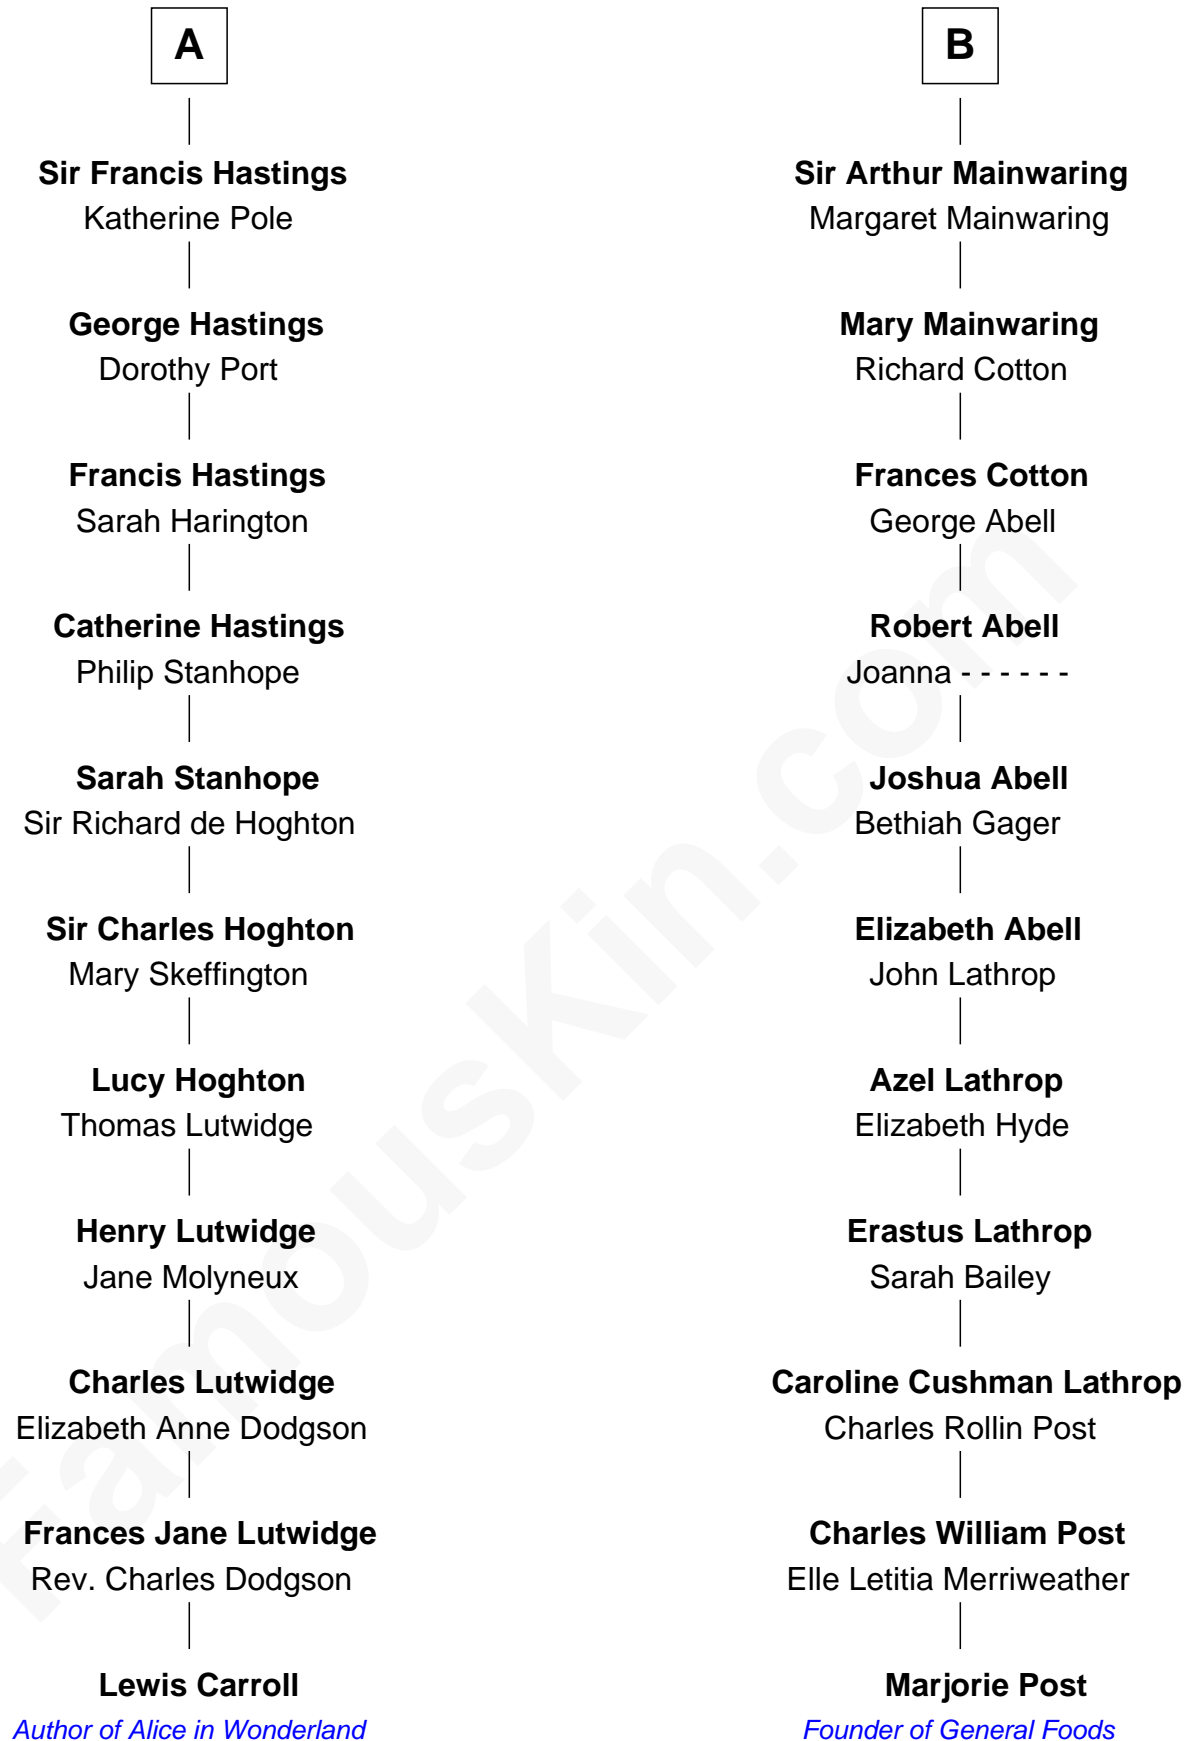 A
Sir Francis Hastings
Katherine Pole
George Hastings
Dorothy Port
Francis Hastings
Sarah Harington
Catherine Hastings
Philip Stanhope
Sarah Stanhope
Sir Richard de Hoghton
Sir Charles Hoghton
Mary Skeffington
Lucy Hoghton
Thomas Lutwidge
Henry Lutwidge
Jane Molyneux
Charles Lutwidge
Elizabeth Anne Dodgson
Frances Jane Lutwidge
Rev. Charles Dodgson
Lewis Carroll
Author of Alice in Wonderland
B
Sir Arthur Mainwaring
Margaret Mainwaring
Mary Mainwaring
Richard Cotton
Frances Cotton
George Abell
Robert Abell
Joanna - - - - - -
Joshua Abell
Bethiah Gager
Elizabeth Abell
John Lathrop
Azel Lathrop
Elizabeth Hyde
Erastus Lathrop
Sarah Bailey
Caroline Cushman Lathrop
Charles Rollin Post
Charles William Post
Elle Letitia Merriweather
Marjorie Post
Founder of General Foods
FamousKin.com